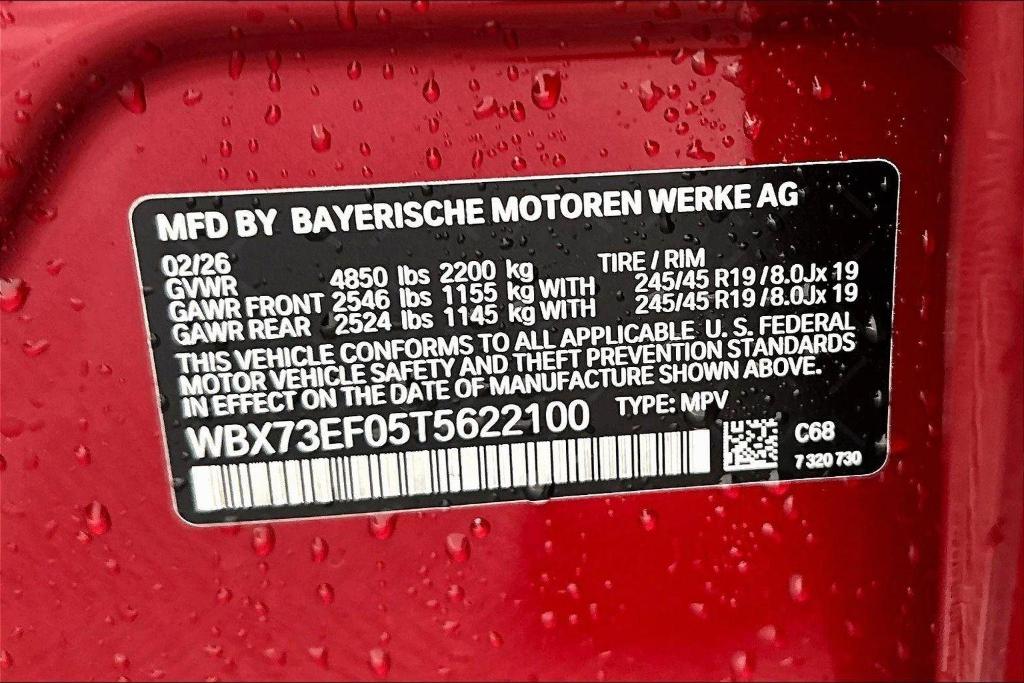 MFD BY BAYERISCHE MOTOREN WERKE AG
02/26 TIRE / RIM
GVWR 4850 lbs 2200 kg
GAWR FRONT 2546 lbs 1155 kg WITH 245/45 R19 / 8.0Jx 19
GAWR REAR 2524 lbs 1145 kg WITH 245/45 R19 / 8.0Jx 19
THIS VEHICLE CONFORMS TO ALL APPLICABLE U. S. FEDERAL
MOTOR VEHICLE SAFETY AND THEFT PREVENTION STANDARDS
IN EFFECT ON THE DATE OF MANUFACTURE SHOWN ABOVE.
WBX73EF05T5622100 TYPE: MPV
C68
7 320 730